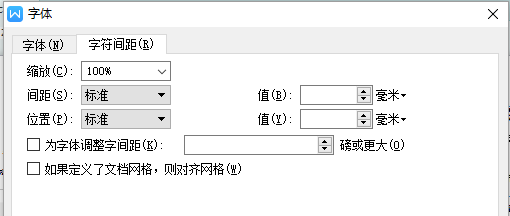 字体
字体(N) 字符间距(R)
缩放(C): 100%
间距(S): 标准 值(B): 毫米
位置(P): 标准 值(Y): 毫米
为字体调整字间距(K): 磅或更大(O)
如果定义了文档网格，则对齐网格(W)